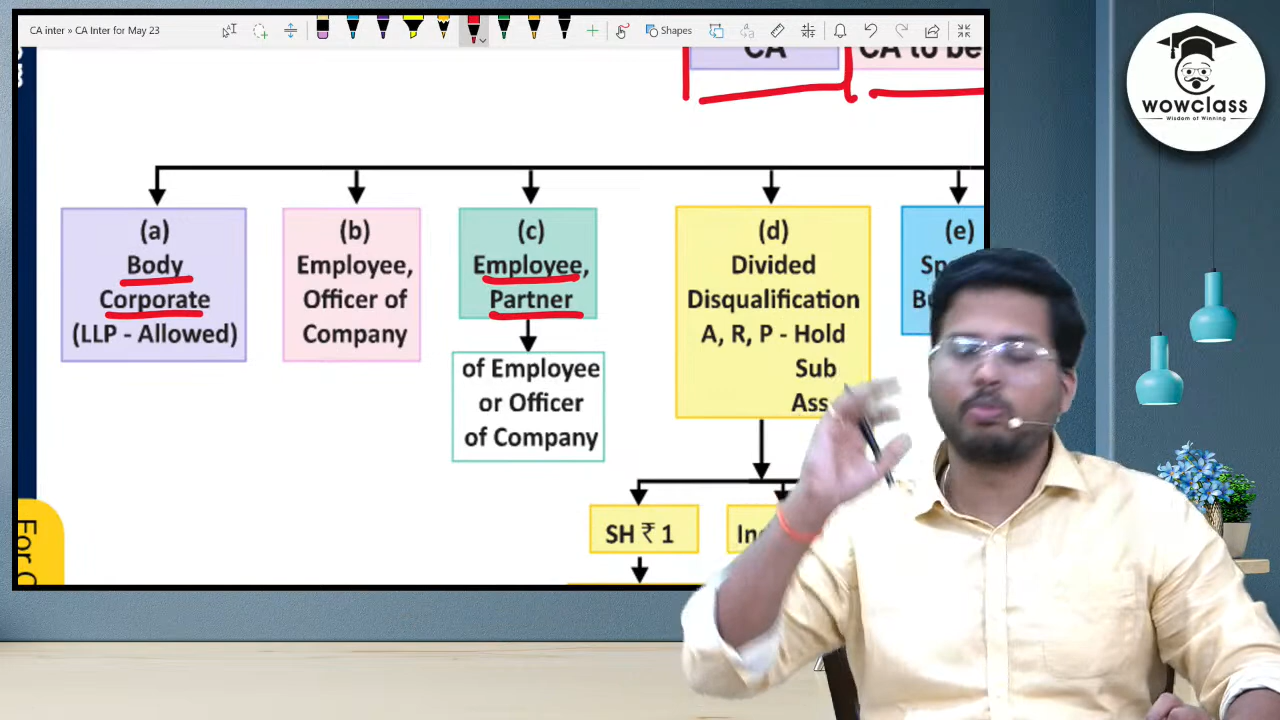 CA inter » CA Inter for May 23
Shapes
wowclass
Wisdom of Winning
CA
CA to be
(a)
Body
Corporate
(LLP - Allowed)
(b)
Employee,
Officer of
Company
(c)
Employee,
Partner
of Employee
or Officer
of Company
(d)
Divided
Disqualification
A, R, P - Hold
Sub
Ass
(e)
SH ₹ 1